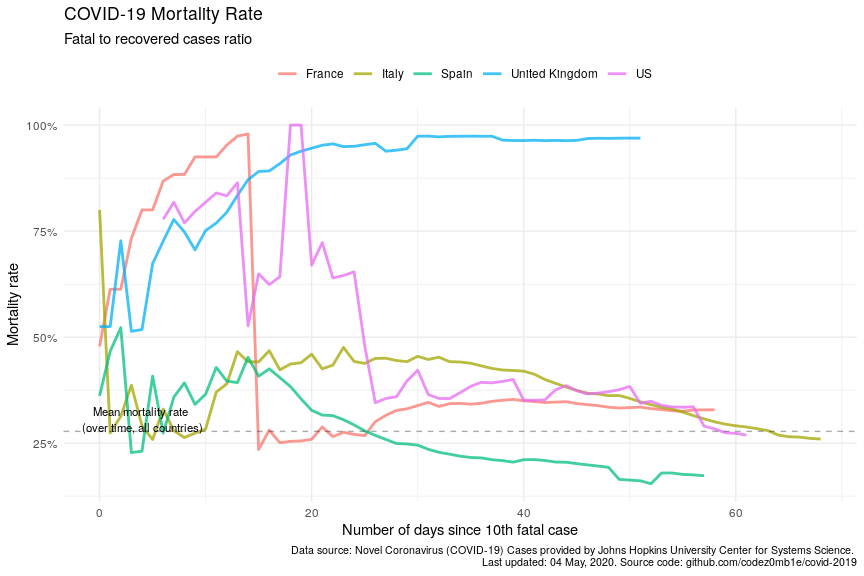 COVID-19 Mortality Rate
Fatal to recovered cases ratio
France Italy Spain United Kingdom US
100%
75%
50%
25%
Mortality rate
Mean mortality rate
(over time, all countries)
0 20 40 60
Number of days since 10th fatal case
Data source: Novel Coronavirus (COVID-19) Cases provided by Johns Hopkins University Center for Systems Science.
Last updated: 04 May, 2020. Source code: github.com/codez0mb1e/covid-2019